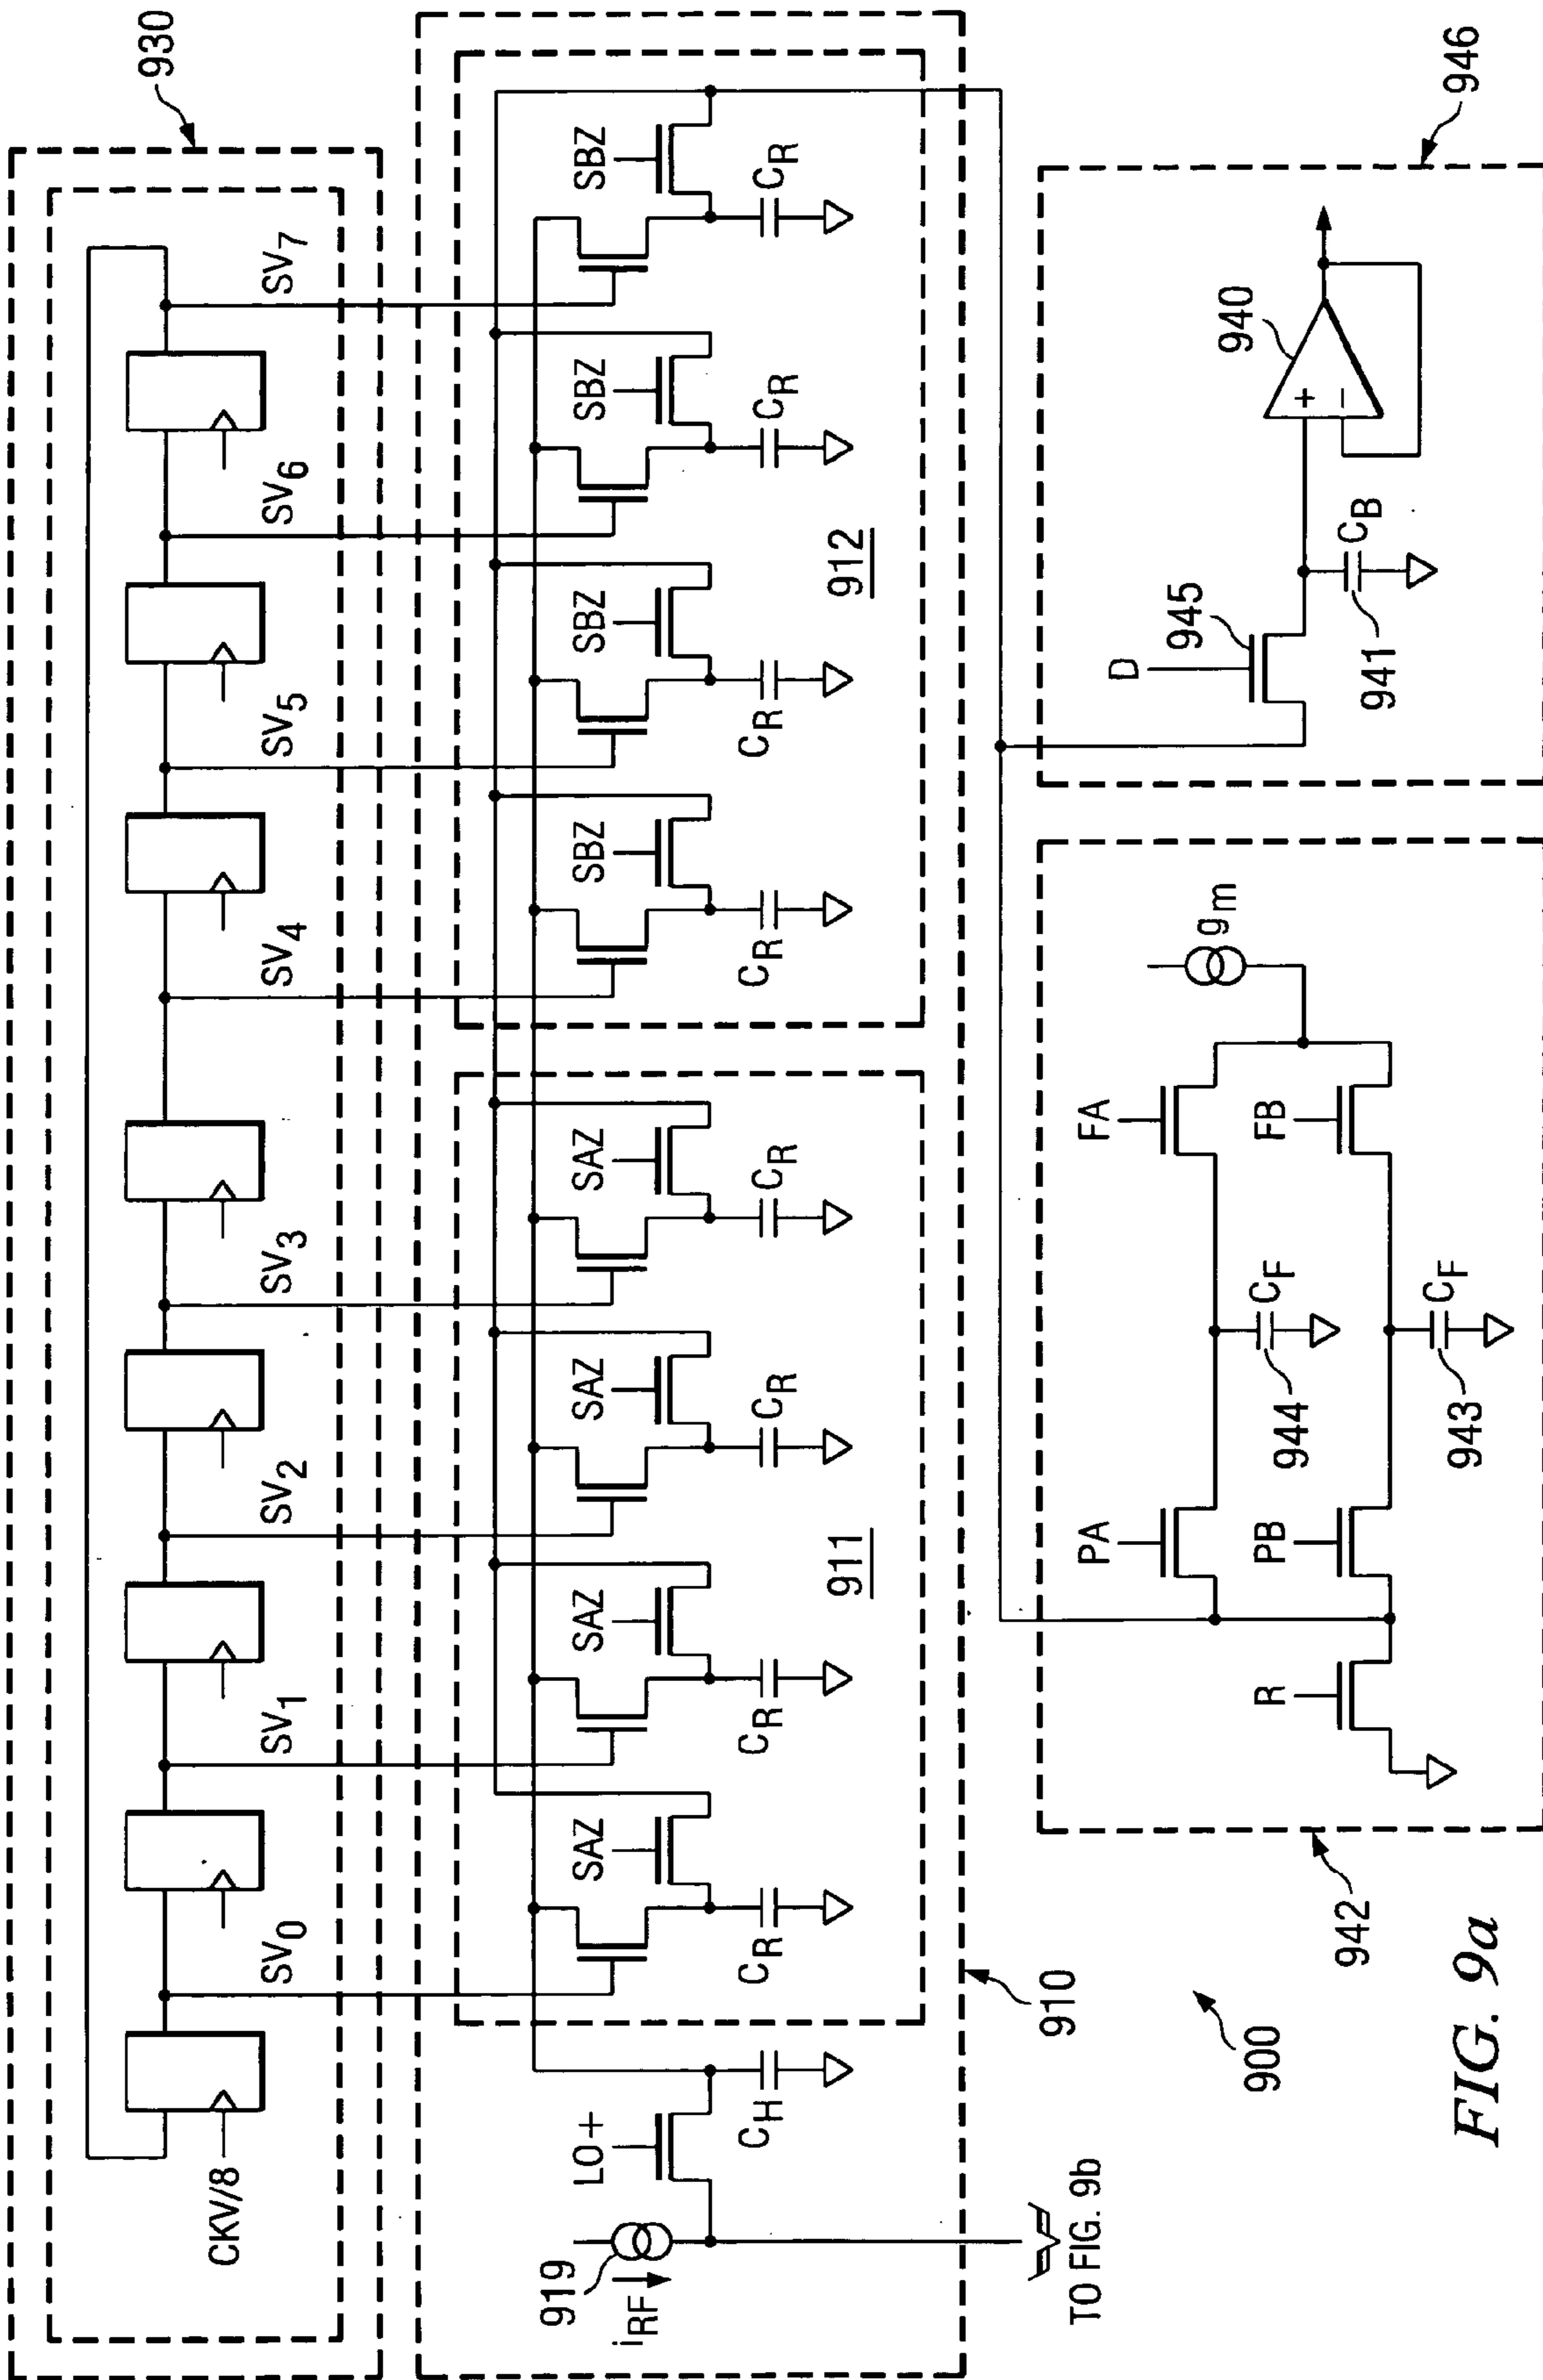 930
CKV/8
SV0
SV1
SV2
SV3
SV4
SV5
SV6
SV7
919
iRF
LO+
CH
SAZ
SAZ
SAZ
SAZ
SBZ
SBZ
SBZ
SBZ
CR
CR
CR
CR
CR
CR
CR
CR
911
912
910
TO FIG. 9b
900
942
R
PA
PB
944
CF
943
CF
FA
FB
gm
D
945
941
CB
940
+
−
946
FIG. 9a